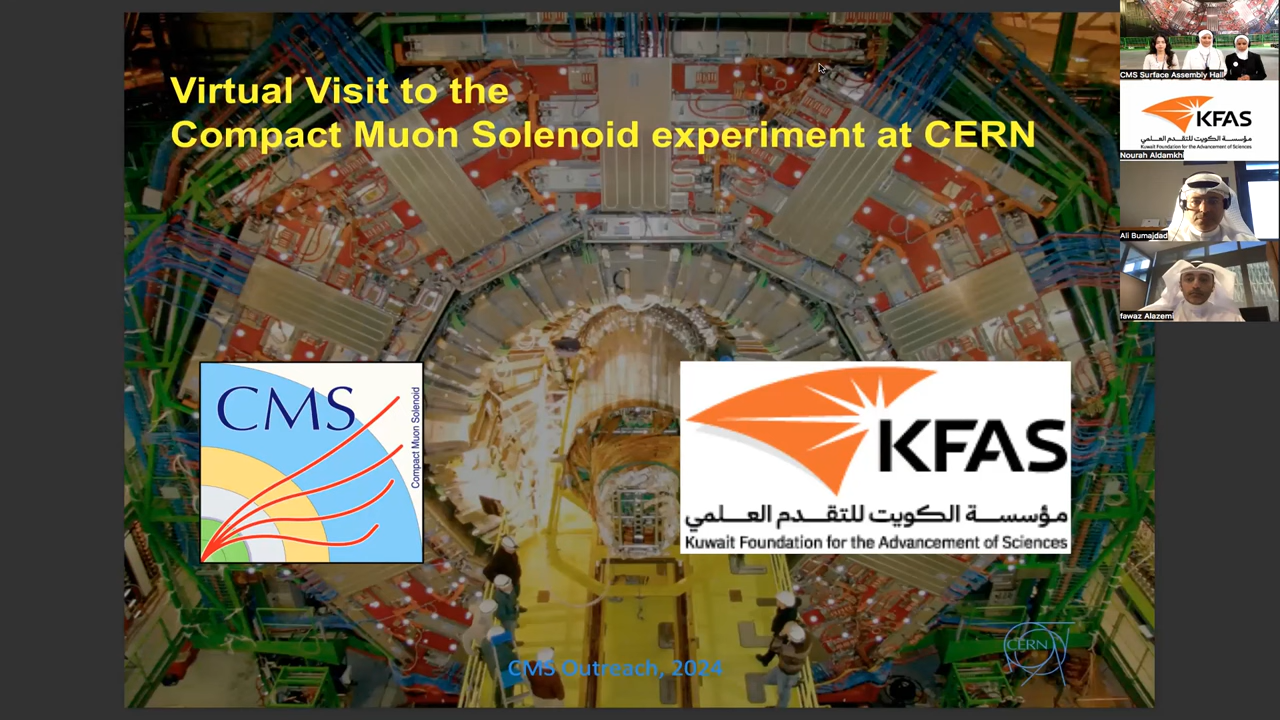 Virtual Visit to the
Compact Muon Solenoid experiment at CERN
CMS
Compact Muon Solenoid
KFAS
مؤسسة الكويت للتقدم العلمي
Kuwait Foundation for the Advancement of Sciences
CMS Outreach, 2024
CERN
CMS Surface Assembly Hall
KFAS
مؤسسة الكويت للتقدم العلمي
Kuwait Foundation for the Advancement of Sciences
Nourah Aldamkhi
Ali Bumajdad
fawaz Alazemi